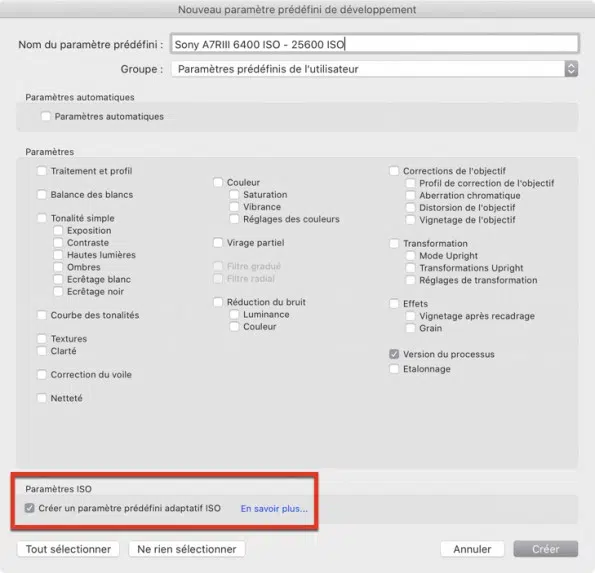 Nouveau paramètre prédéfini de développement
Nom du paramètre prédéfini : Sony A7RIII 6400 ISO - 25600 ISO
Groupe : Paramètres prédéfinis de l'utilisateur
Paramètres automatiques
Paramètres automatiques
Paramètres
Traitement et profil
Balance des blancs
Tonalité simple
Exposition
Contraste
Hautes lumières
Ombres
Ecrêtage blanc
Ecrêtage noir
Courbe des tonalités
Textures
Clarté
Correction du voile
Netteté
Couleur
Saturation
Vibrance
Réglages des couleurs
Virage partiel
Filtre gradué
Filtre radial
Réduction du bruit
Luminance
Couleur
Corrections de l'objectif
Profil de correction de l'objectif
Aberration chromatique
Distorsion de l'objectif
Vignetage de l'objectif
Transformation
Mode Upright
Transformations Upright
Réglages de transformation
Effets
Vignetage après recadrage
Grain
Version du processus
Etalonnage
Paramètres ISO
Créer un paramètre prédéfini adaptatif ISO En savoir plus...
Tout sélectionner Ne rien sélectionner Annuler Créer